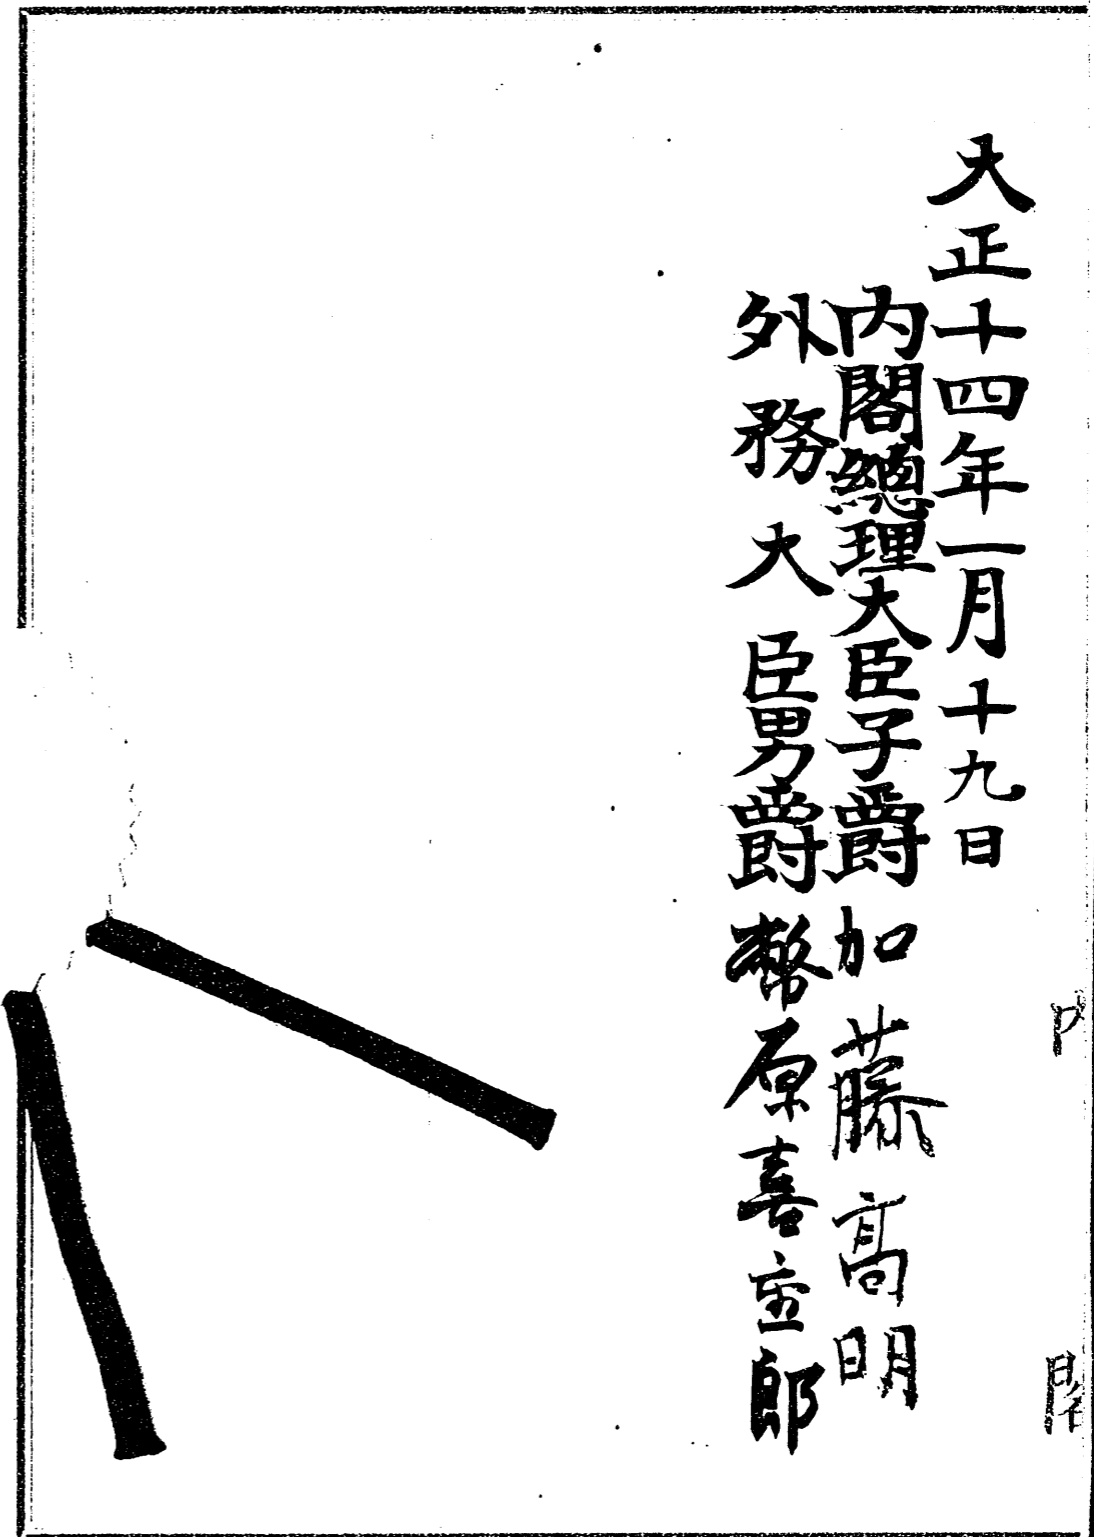 大正十四年一月十九日
内閣總理大臣子爵加藤高明
外務大臣男爵幣原喜重郎